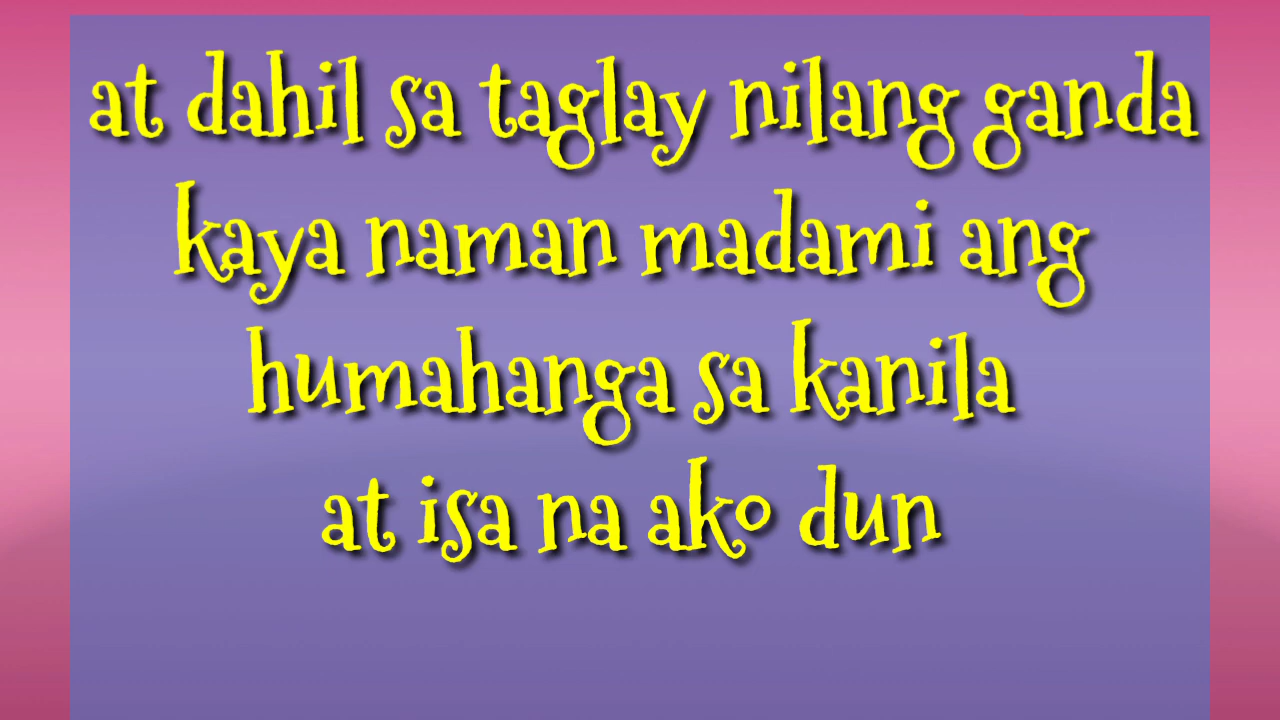 at dahil sa taglay nilang ganda
kaya naman madami ang
humahanga sa kanila
at isa na ako dun